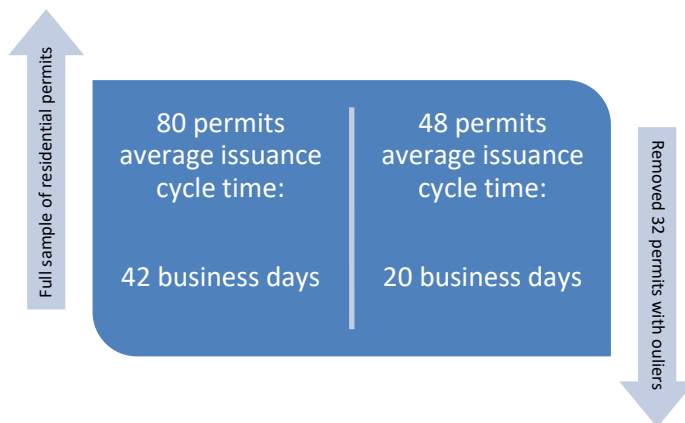 Full sample of residential permits
80 permits
average issuance
cycle time:
42 business days
48 permits
average issuance
cycle time:
20 business days
Removed 32 permits with ouliers